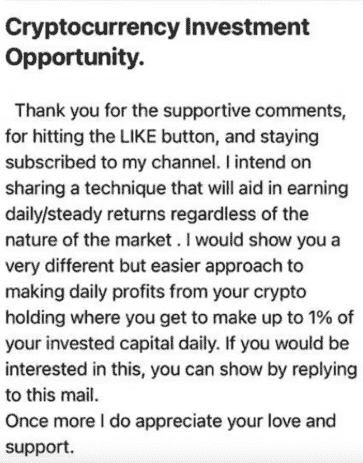 Cryptocurrency Investment
Opportunity.
Thank you for the supportive comments,
for hitting the LIKE button, and staying
subscribed to my channel. I intend on
sharing a technique that will aid in earning
daily/steady returns regardless of the
nature of the market . I would show you a
very different but easier approach to
making daily profits from your crypto
holding where you get to make up to 1% of
your invested capital daily. If you would be
interested in this, you can show by replying
to this mail.
Once more I do appreciate your love and
support.